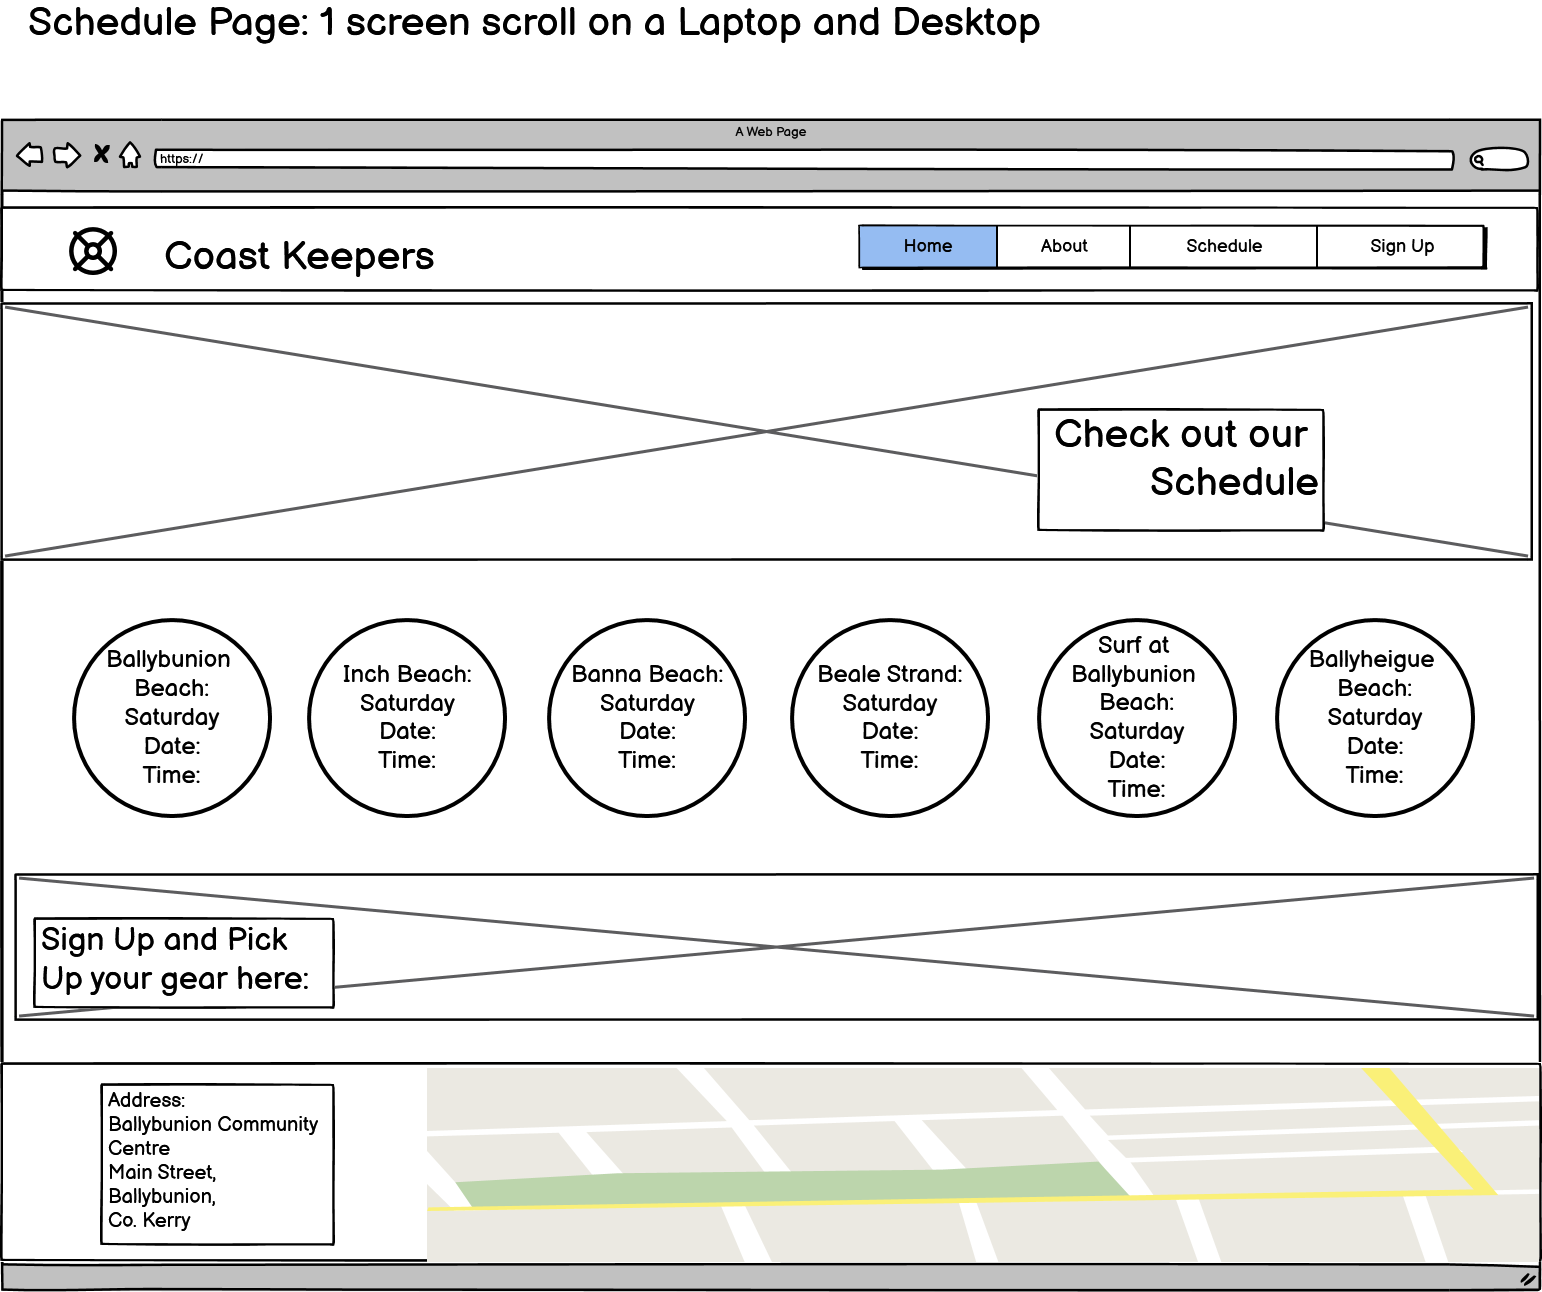 Schedule Page: 1 screen scroll on a Laptop and Desktop
A Web Page
https://
Coast Keepers
Home
About
Schedule
Sign Up
Check out our
Schedule
Ballybunion
Beach:
Saturday
Date:
Time:
Inch Beach:
Saturday
Date:
Time:
Banna Beach:
Saturday
Date:
Time:
Beale Strand:
Saturday
Date:
Time:
Surf at
Ballybunion
Beach:
Saturday
Date:
Time:
Ballyheigue
Beach:
Saturday
Date:
Time:
Sign Up and Pick
Up your gear here:
Address:
Ballybunion Community
Centre
Main Street,
Ballybunion,
Co. Kerry